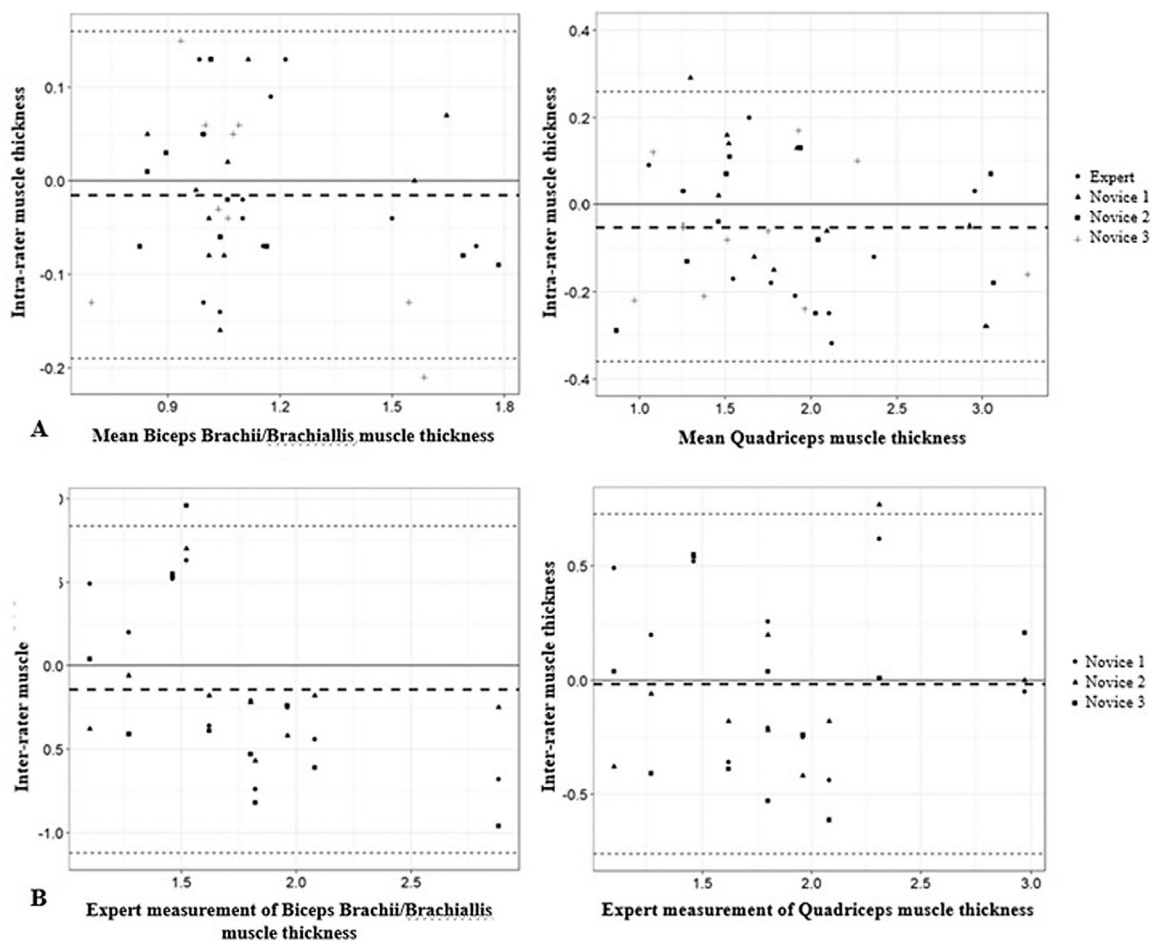 0.1
0.0
-0.1
-0.2
0.9
1.2
1.5
1.8
Intra-rater muscle thickness
Mean Biceps Brachii/Brachiallis muscle thickness
A
0.4
0.2
0.0
-0.2
-0.4
1.0
1.5
2.0
2.5
3.0
Intra-rater muscle thickness
Mean Quadriceps muscle thickness
Expert
Novice 1
Novice 2
Novice 3
0
5
0.0
0.5
-1.0
1.5
2.0
2.5
Inter-rater muscle
Expert measurement of Biceps Brachii/Brachiallis
muscle thickness
B
0.5
0.0
-0.5
1.5
2.0
2.5
3.0
Inter-rater muscle thickness
Expert measurement of Quadriceps muscle thickness
Novice 1
Novice 2
Novice 3